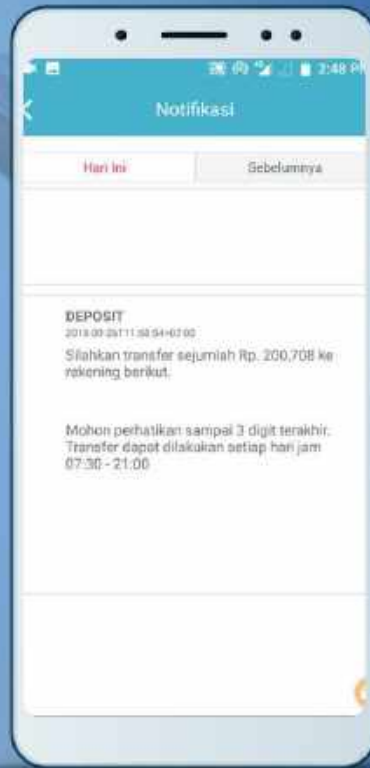 2:48 P
Notifikasi
Hari Ini
Sebelumnya
DEPOSIT
Silahkan transfer sejumlah Rp. 200,708 ke
rekening berikut.
Mohon perhatikan sampai 3 digit terakhir.
Transfer dapat dilakukan setiap hari jam
07:30 - 21:00